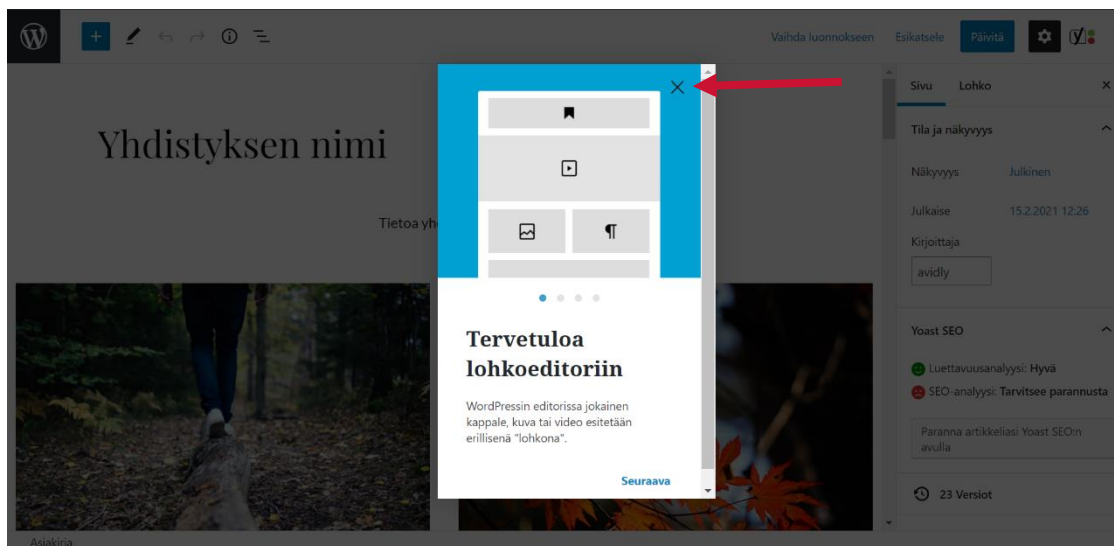 Vaihda luonnokseen
Esikatsele
Päivitä
Yhdistyksen nimi
Tietoa yh
Tervetuloa
lohkoeditoriin
WordPressin editorissa jokainen
kappale, kuva tai video esitetään
erillisenä "lohkona".
Seuraava
Sivu Lohko
Tila ja näkyvyys
Näkyvyys Julkinen
Julkaise 15.2.2021 12:26
Kirjoittaja
avidly
Yoast SEO
Luettavuusanalyysi: Hyvä
SEO-analyysi: Tarvitsee parannusta
Paranna artikkeliasi Yoast SEO:n
avulla
23 Versiot
Asiakirja